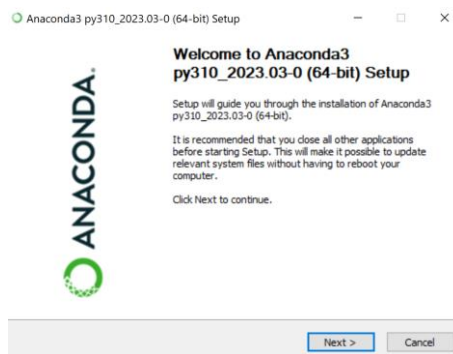 Anaconda3 py310_2023.03-0 (64-bit) Setup
ANACONDA.
Welcome to Anaconda3
py310_2023.03-0 (64-bit) Setup
Setup will guide you through the installation of Anaconda3
py310_2023.03-0 (64-bit).
It is recommended that you close all other applications
before starting Setup. This will make it possible to update
relevant system files without having to reboot your
computer.
Click Next to continue.
Next >
Cancel